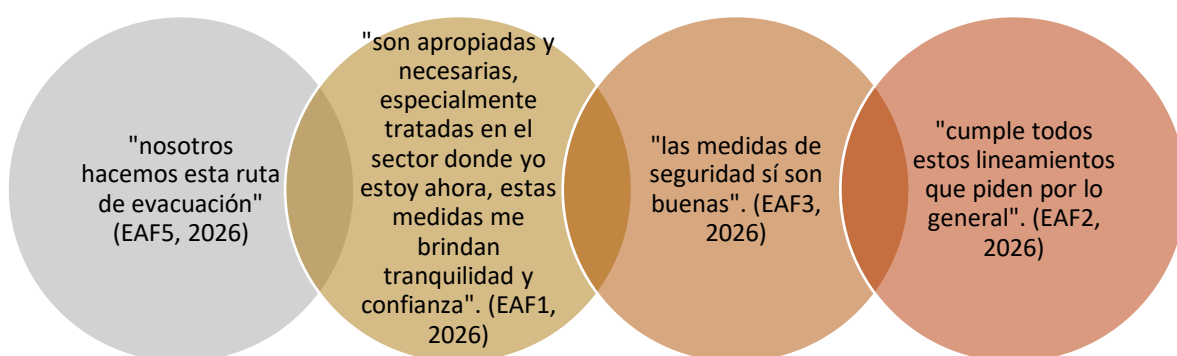 "nosotros
hacemos esta ruta
de evacuación"
(EAF5, 2026)
"son apropiadas y
necesarias,
especialmente
tratadas en el
sector donde yo
estoy ahora, estas
medidas me
brindan
tranquilidad y
confianza". (EAF1,
2026)
"las medidas de
seguridad sí son
buenas". (EAF3,
2026)
"cumple todos
estos lineamientos
que piden por lo
general". (EAF2,
2026)